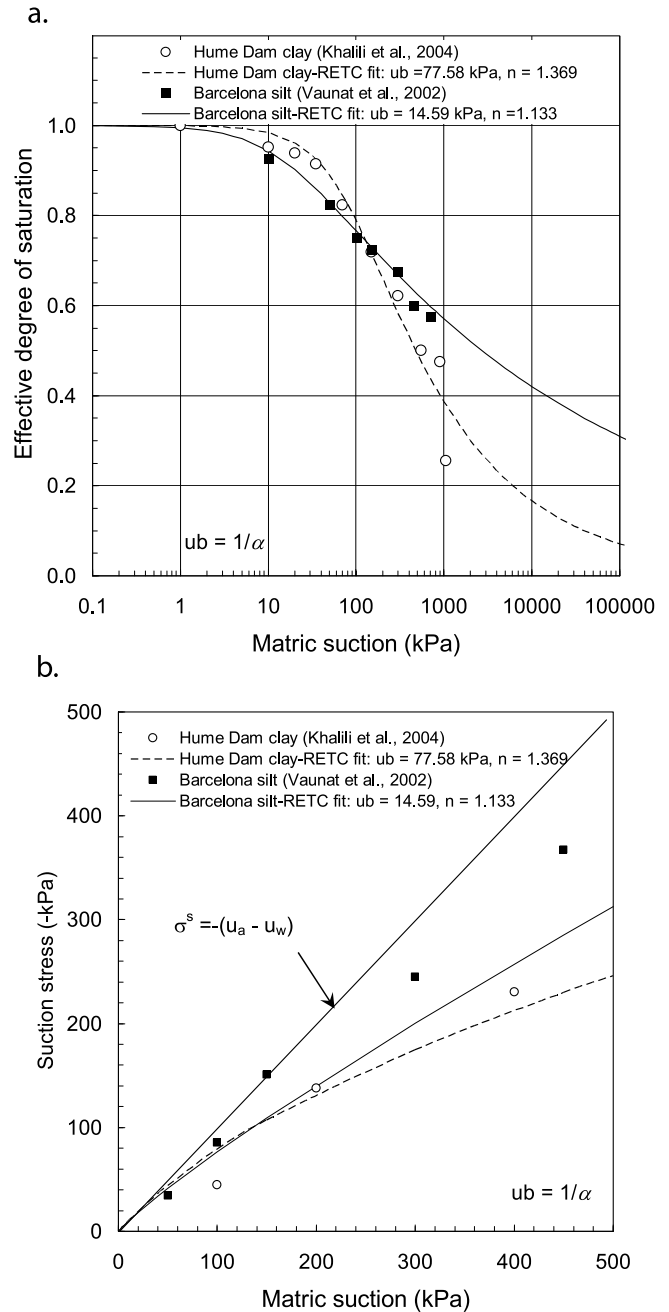 a.
Hume Dam clay (Khalili et al., 2004)
Hume Dam clay-RETC fit: ub =77.58 kPa, n = 1.369
Barcelona silt (Vaunat et al., 2002)
Barcelona silt-RETC fit: ub = 14.59 kPa, n =1.133
1.0
0.8
0.6
0.4
0.2
0.0
Effective degree of saturation
ub = 1/α
0.1 1 10 100 1000 10000 100000
Matric suction (kPa)
b.
500
400
300
200
100
0
Suction stress (-kPa)
Hume Dam clay (Khalili et al., 2004)
Hume Dam clay-RETC fit: ub = 77.58 kPa, n = 1.369
Barcelona silt (Vaunat et al., 2002)
Barcelona silt-RETC fit: ub = 14.59, n = 1.133
σˢ=-(uₐ - u_w)
ub = 1/α
0 100 200 300 400 500
Matric suction (kPa)